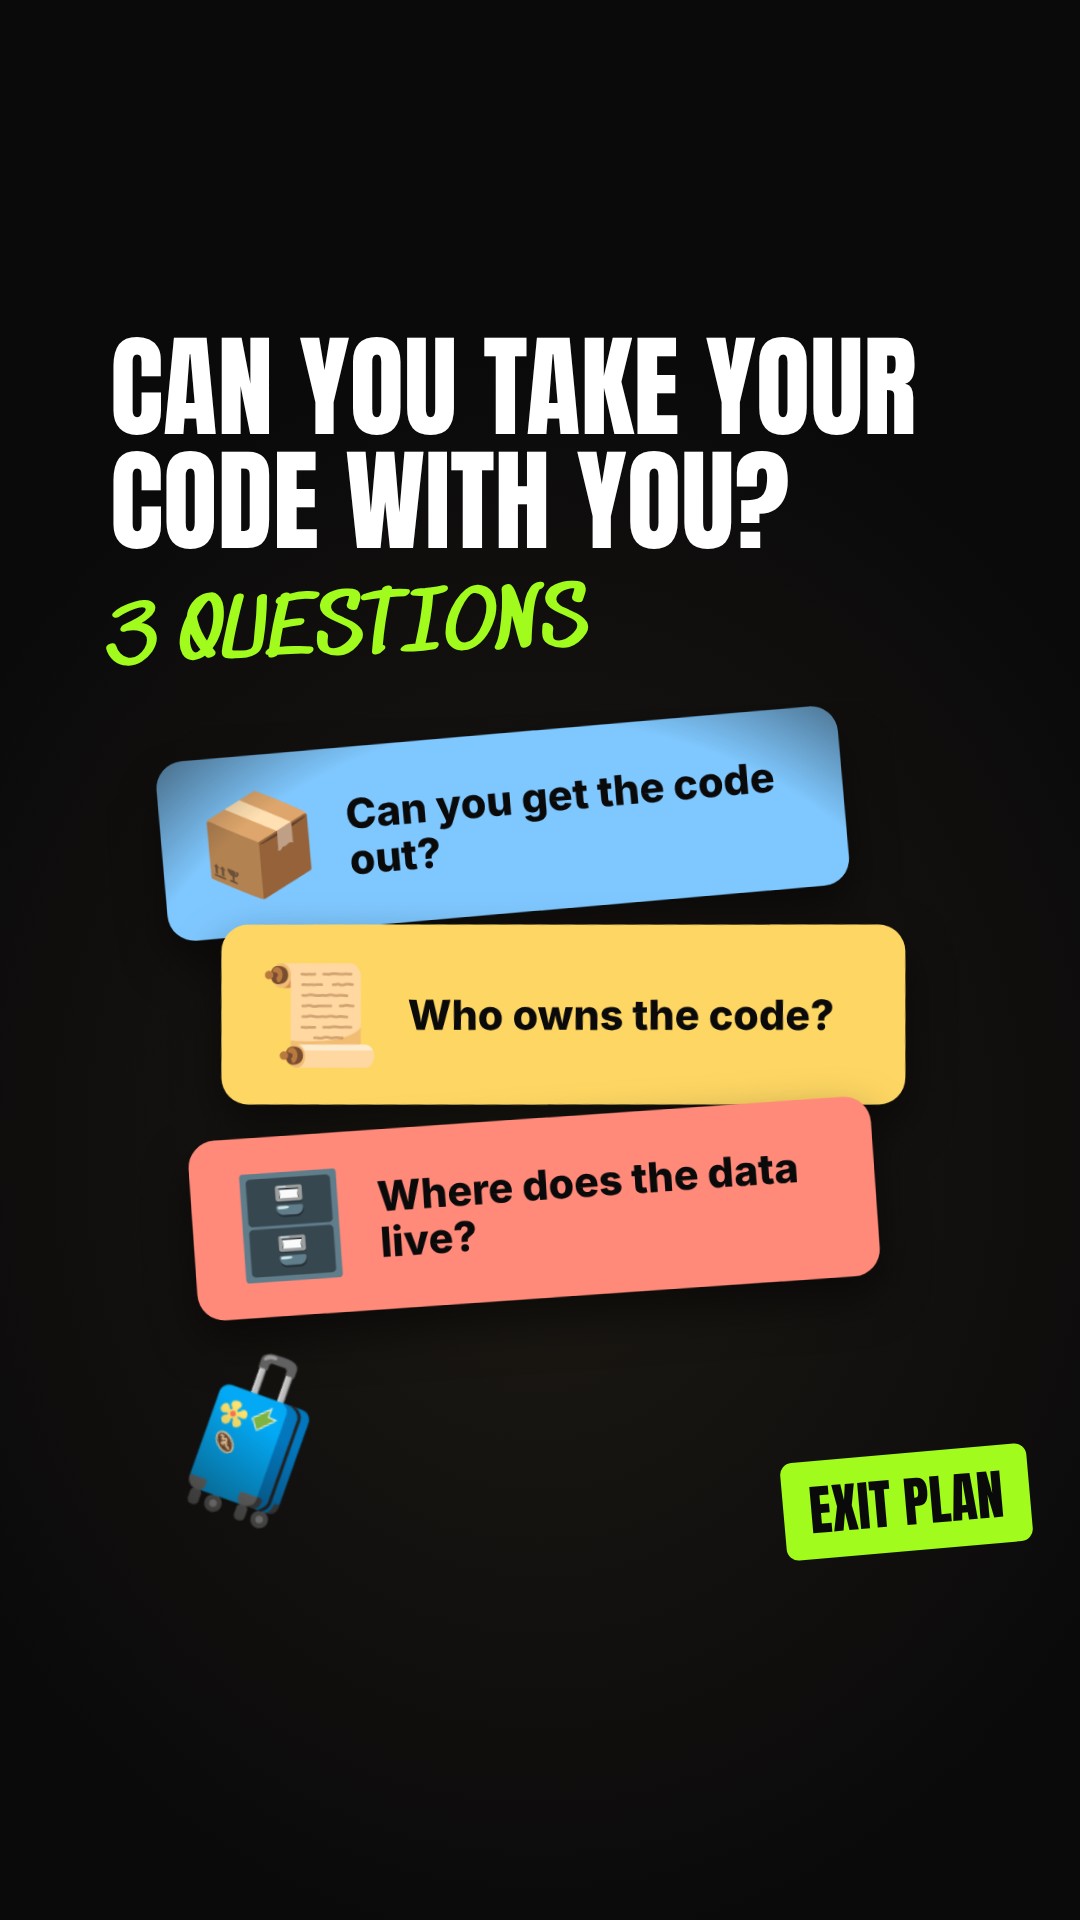 CAN YOU TAKE YOUR
CODE WITH YOU?
3 QUESTIONS
Can you get the code
out?
Who owns the code?
Where does the data
live?
EXIT PLAN